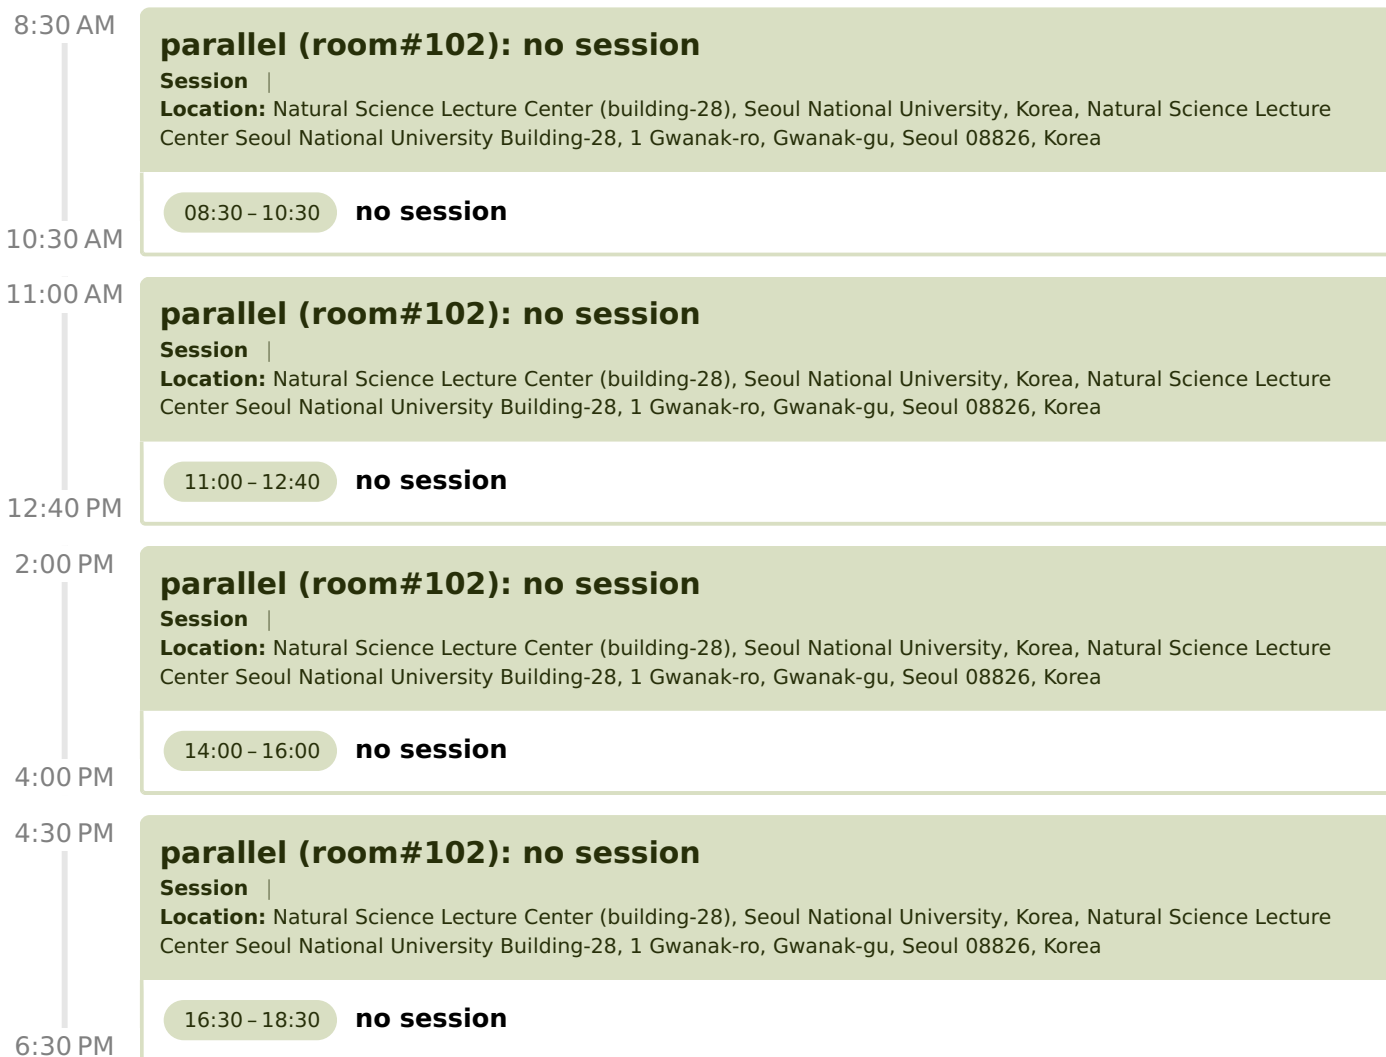 8:30 AM
parallel (room#102): no session
Session |
Location: Natural Science Lecture Center (building-28), Seoul National University, Korea, Natural Science Lecture
Center Seoul National University Building-28, 1 Gwanak-ro, Gwanak-gu, Seoul 08826, Korea
08:30 – 10:30 no session
10:30 AM
11:00 AM
parallel (room#102): no session
Session |
Location: Natural Science Lecture Center (building-28), Seoul National University, Korea, Natural Science Lecture
Center Seoul National University Building-28, 1 Gwanak-ro, Gwanak-gu, Seoul 08826, Korea
11:00 – 12:40 no session
12:40 PM
2:00 PM
parallel (room#102): no session
Session |
Location: Natural Science Lecture Center (building-28), Seoul National University, Korea, Natural Science Lecture
Center Seoul National University Building-28, 1 Gwanak-ro, Gwanak-gu, Seoul 08826, Korea
14:00 – 16:00 no session
4:00 PM
4:30 PM
parallel (room#102): no session
Session |
Location: Natural Science Lecture Center (building-28), Seoul National University, Korea, Natural Science Lecture
Center Seoul National University Building-28, 1 Gwanak-ro, Gwanak-gu, Seoul 08826, Korea
16:30 – 18:30 no session
6:30 PM